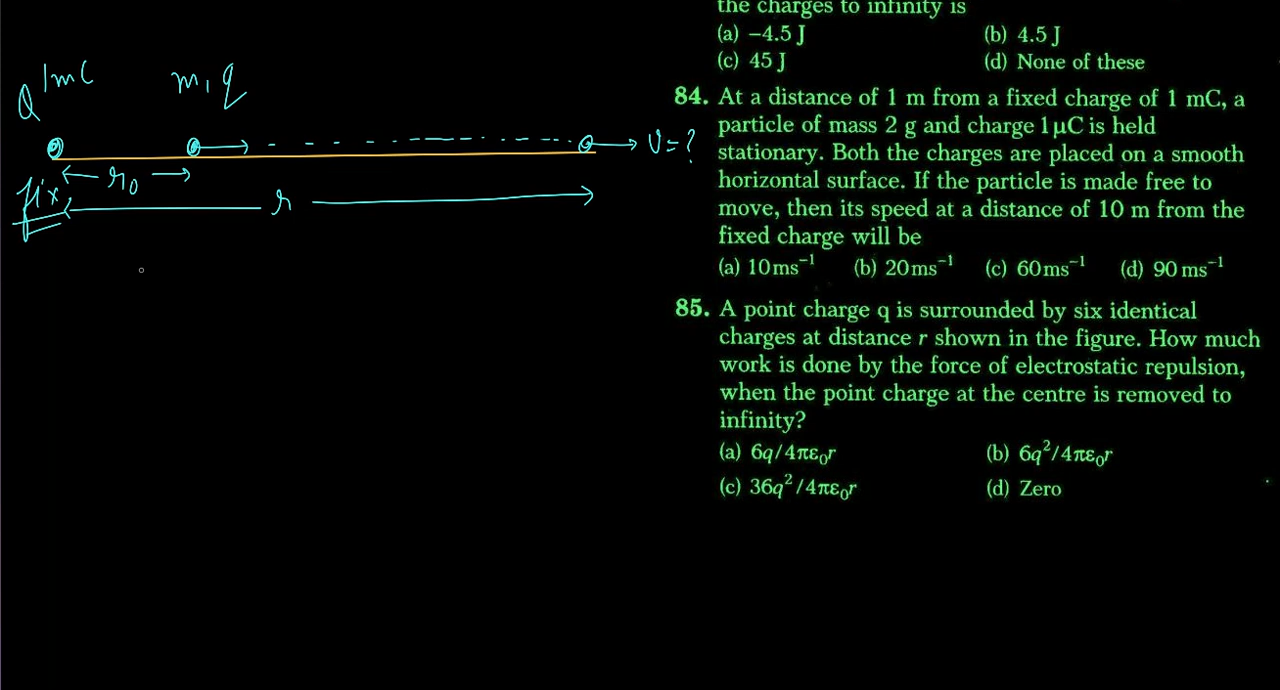 the charges to infinity is
(a) −4.5 J (b) 4.5 J
(c) 45 J (d) None of these
84. At a distance of 1 m from a fixed charge of 1 mC, a
particle of mass 2 g and charge 1 μC is held
stationary. Both the charges are placed on a smooth
horizontal surface. If the particle is made free to
move, then its speed at a distance of 10 m from the
fixed charge will be
(a) 10 ms⁻¹ (b) 20 ms⁻¹ (c) 60 ms⁻¹ (d) 90 ms⁻¹
85. A point charge q is surrounded by six identical
charges at distance r shown in the figure. How much
work is done by the force of electrostatic repulsion,
when the point charge at the centre is removed to
infinity?
(a) 6q/4πε₀r (b) 6q²/4πε₀r
(c) 36q²/4πε₀r (d) Zero
Q 1mC m, q
v=?
r₀
fix
r